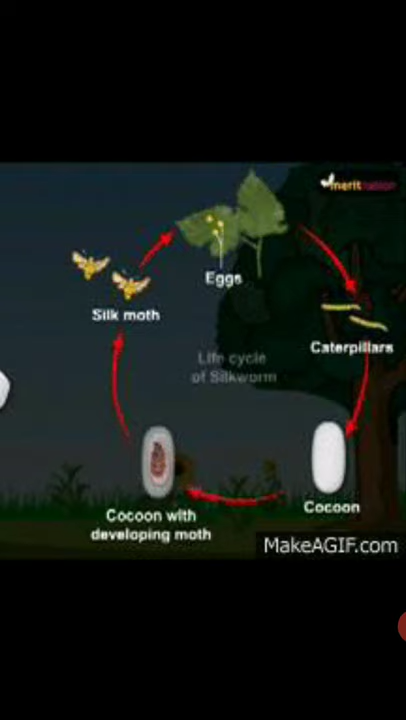 meritnation
Eggs
Silk moth
Caterpillars
Life cycle
of Silkworm
Cocoon
Cocoon with
developing moth
MakeAGIF.com